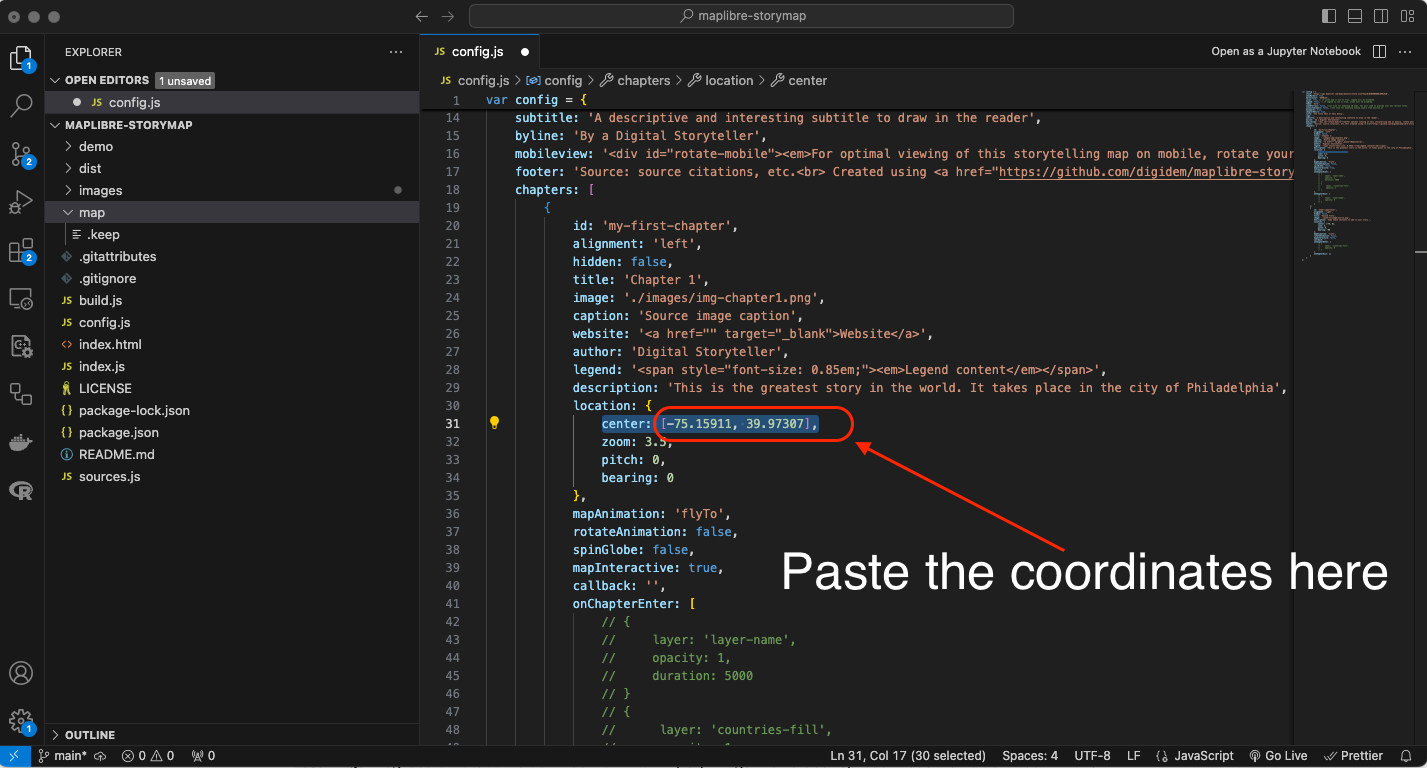 maplibre-storymap
EXPLORER
OPEN EDITORS 1 unsaved
JS config.js
MAPLIBRE-STORYMAP
demo
dist
images
map
.keep
.gitattributes
.gitignore
JS build.js
JS config.js
<> index.html
JS index.js
LICENSE
{} package-lock.json
{} package.json
README.md
JS sources.js
OUTLINE
1
2
2
1
JS config.js
Open as a Jupyter Notebook
JS config.js > config > chapters > location > center
1 var config = {
14 subtitle: 'A descriptive and interesting subtitle to draw in the reader',
15 byline: 'By a Digital Storyteller',
16 mobileview: '<div id="rotate-mobile"><em>For optimal viewing of this storytelling map on mobile, rotate your
17 footer: 'Source: source citations, etc.<br> Created using <a href="https://github.com/digidem/maplibre-story
18 chapters: [
19 {
20 id: 'my-first-chapter',
21 alignment: 'left',
22 hidden: false,
23 title: 'Chapter 1',
24 image: './images/img-chapter1.png',
25 caption: 'Source image caption',
26 website: '<a href="" target="_blank">Website</a>',
27 author: 'Digital Storyteller',
28 legend: '<span style="font-size: 0.85em;"><em>Legend content</em></span>',
29 description: 'This is the greatest story in the world. It takes place in the city of Philadelphia',
30 location: {
31 center: [-75.15911, 39.97307],
32 zoom: 3.5,
33 pitch: 0,
34 bearing: 0
35 },
36 mapAnimation: 'flyTo',
37 rotateAnimation: false,
38 spinGlobe: false,
39 mapInteractive: true,
40 callback: '',
41 onChapterEnter: [
42 // {
43 // layer: 'layer-name',
44 // opacity: 1,
45 // duration: 5000
46 // }
47 // {
48 // layer: 'countries-fill',
Paste the coordinates here
main* 0 0 0
Ln 31, Col 17 (30 selected) Spaces: 4 UTF-8 LF {} JavaScript Go Live Prettier